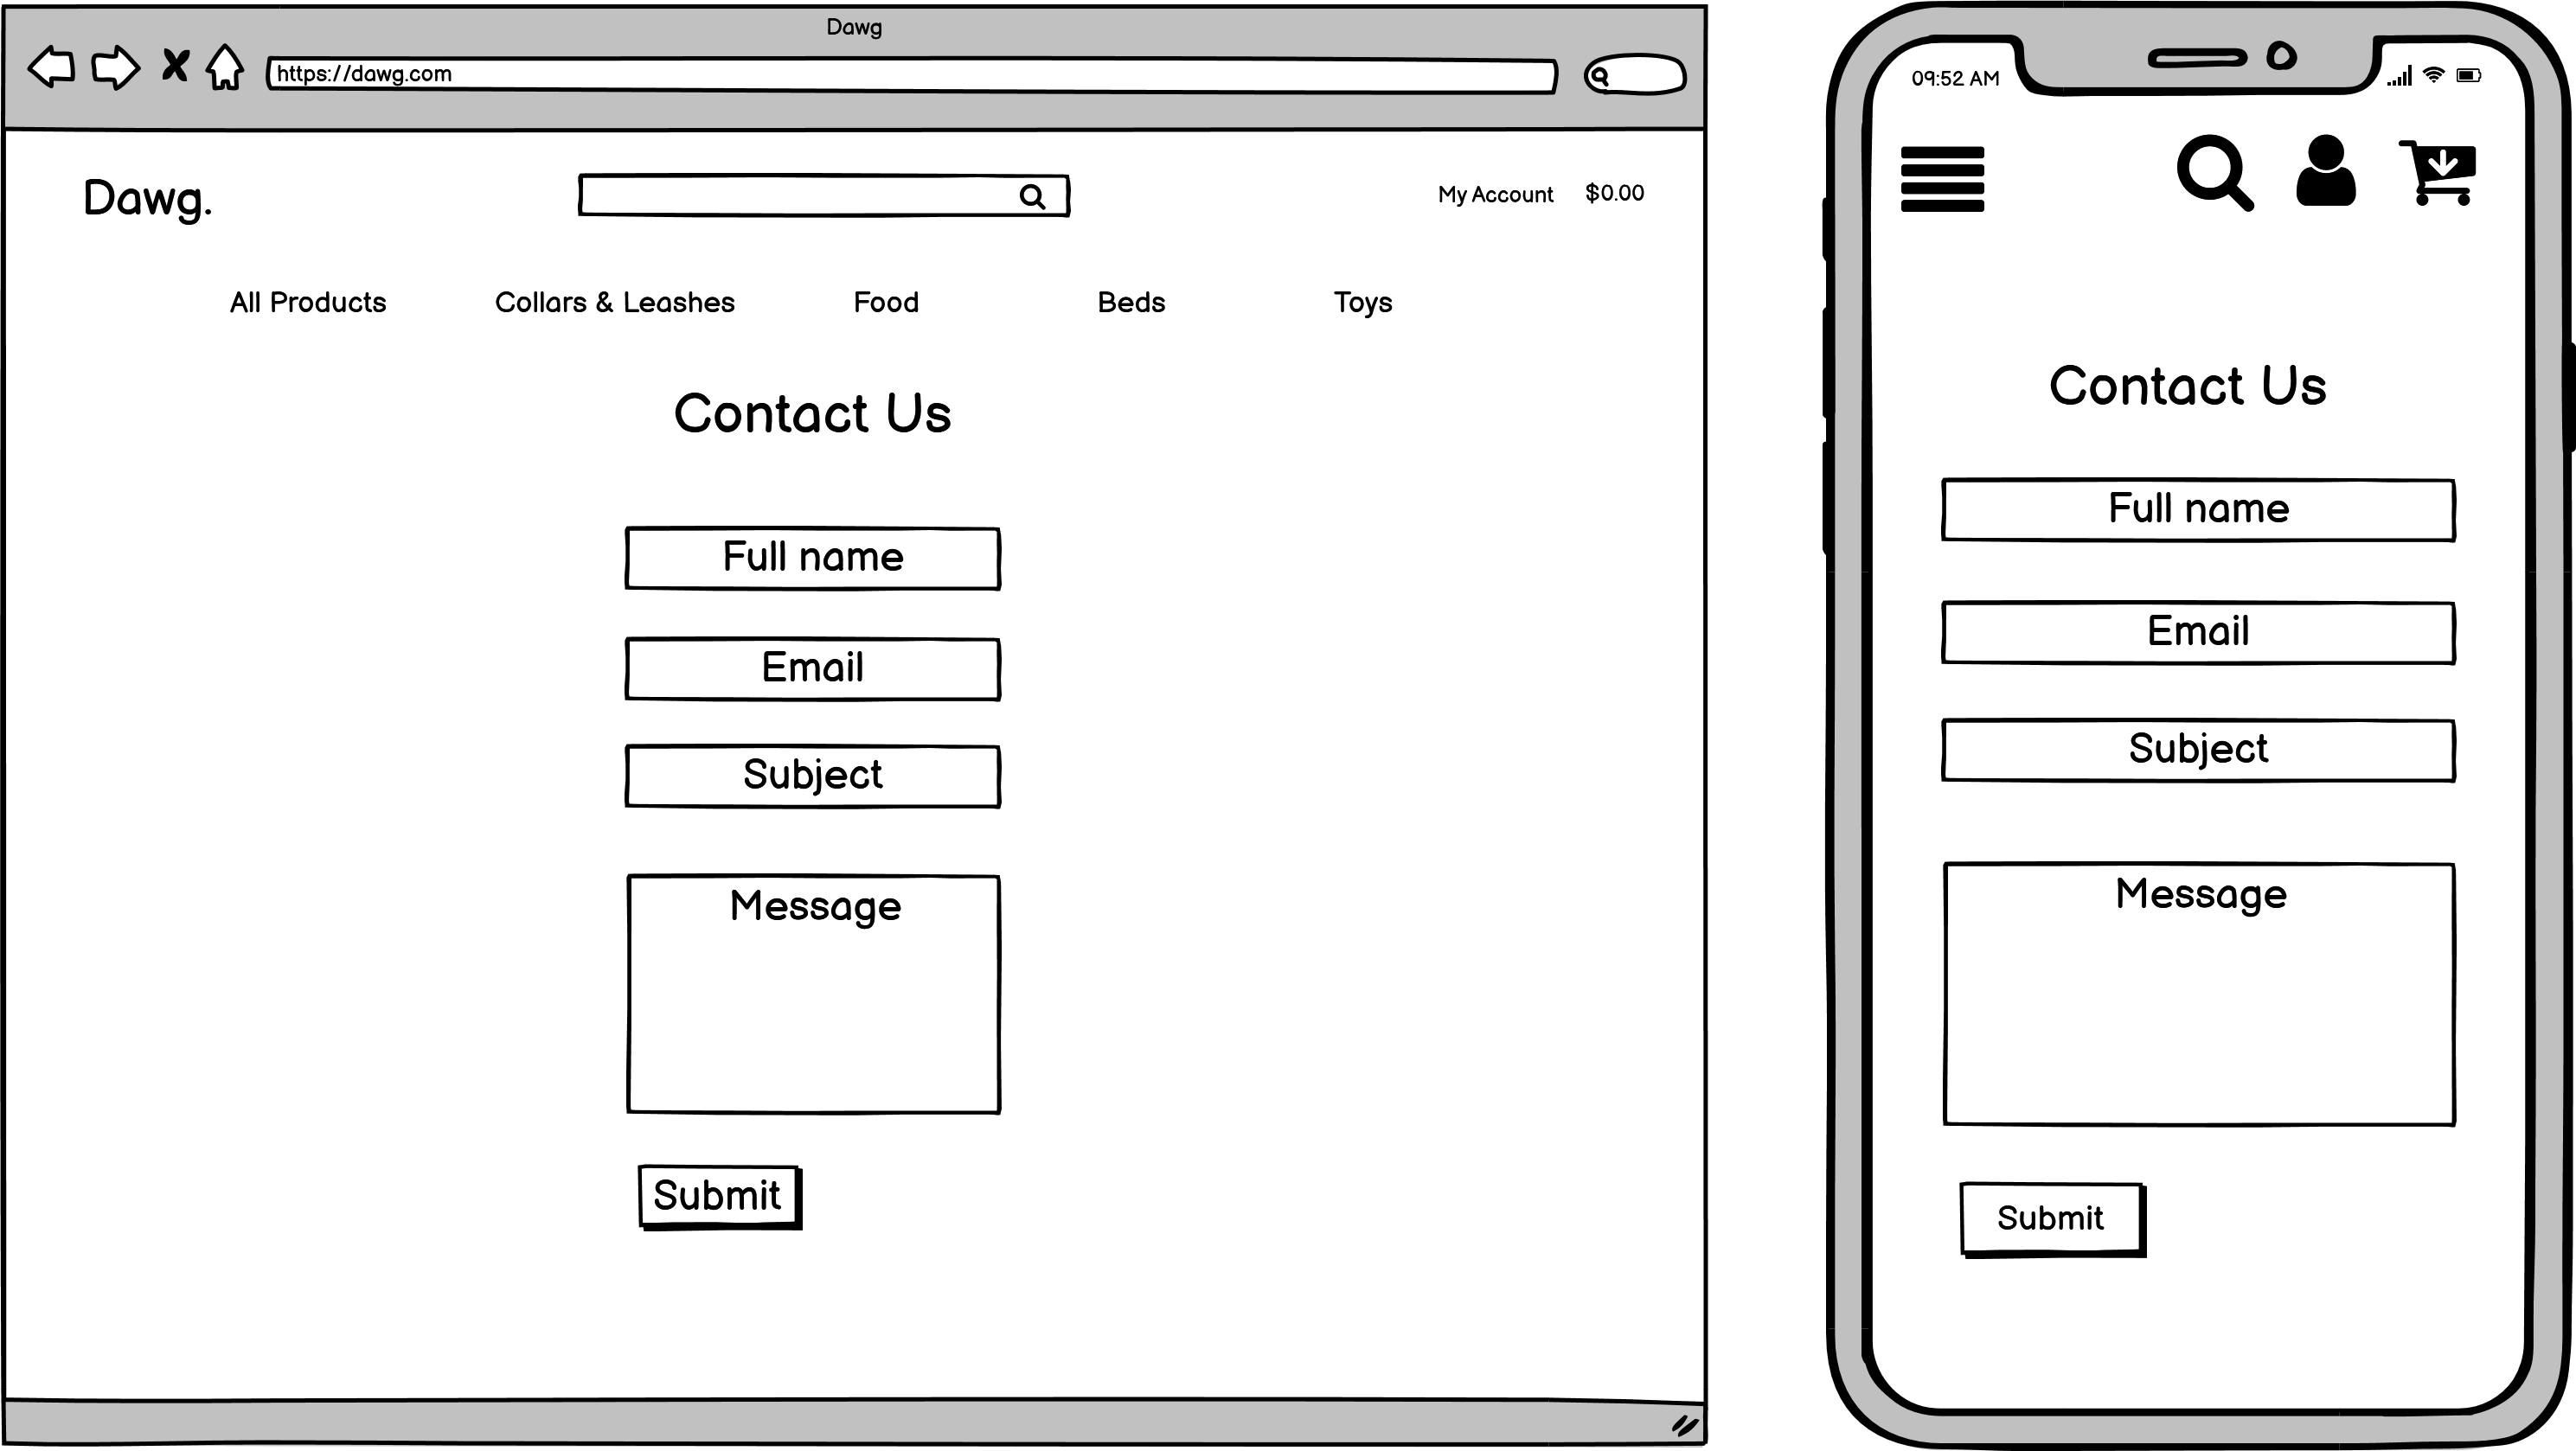 Dawg
https://dawg.com
Dawg.
My Account $0.00
All Products Collars & Leashes Food Beds Toys
Contact Us
Full name
Email
Subject
Message
Submit
09:52 AM
Contact Us
Full name
Email
Subject
Message
Submit